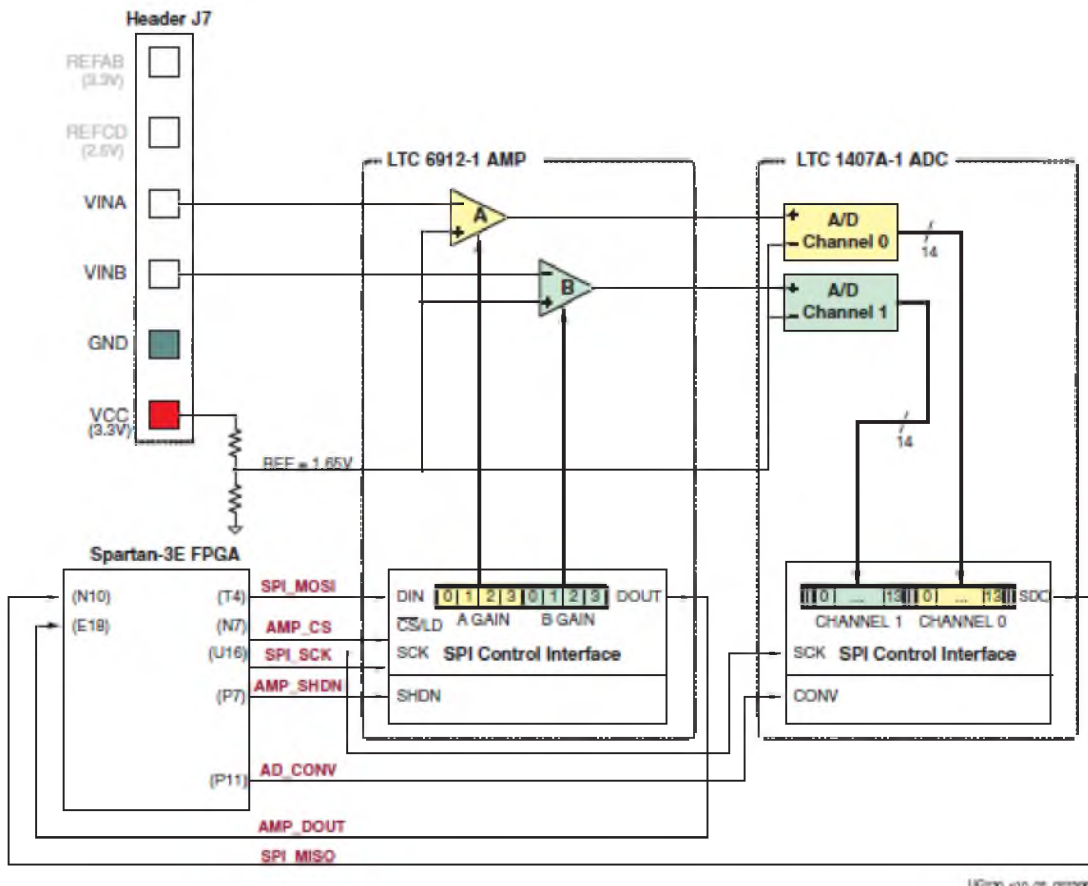 Header J7
REFAB
(3.3V)
REFCD
(2.5V)
VINA
VINB
GND
VCC
(3.3V)
REF = 1.65V
LTC 6912-1 AMP
A
B
LTC 1407A-1 ADC
A/D
Channel 0
14
A/D
Channel 1
14
Spartan-3E FPGA
(N10)
(E18)
(T4)
(N7)
(U16)
(P7)
(P11)
SPI_MOSI
AMP_CS
SPI_SCK
AMP_SHDN
AD_CONV
AMP_DOUT
SPI_MISO
DIN 0 1 2 3 0 1 2 3 DOUT
CS/LD A GAIN B GAIN
SCK SPI Control Interface
SHDN
0 ... 13 0 ... 13 SDO
CHANNEL 1 CHANNEL 0
SCK SPI Control Interface
CONV